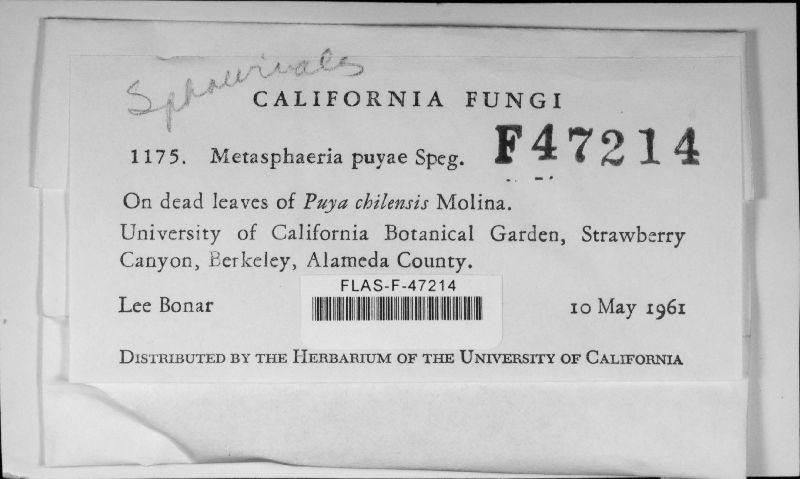 Sphaeriales
CALIFORNIA FUNGI
1175. Metasphaeria puyae Speg. F47214
On dead leaves of Puya chilensis Molina.
University of California Botanical Garden, Strawberry
Canyon, Berkeley, Alameda County.
FLAS-F-47214
Lee Bonar 10 May 1961
DISTRIBUTED BY THE HERBARIUM OF THE UNIVERSITY OF CALIFORNIA